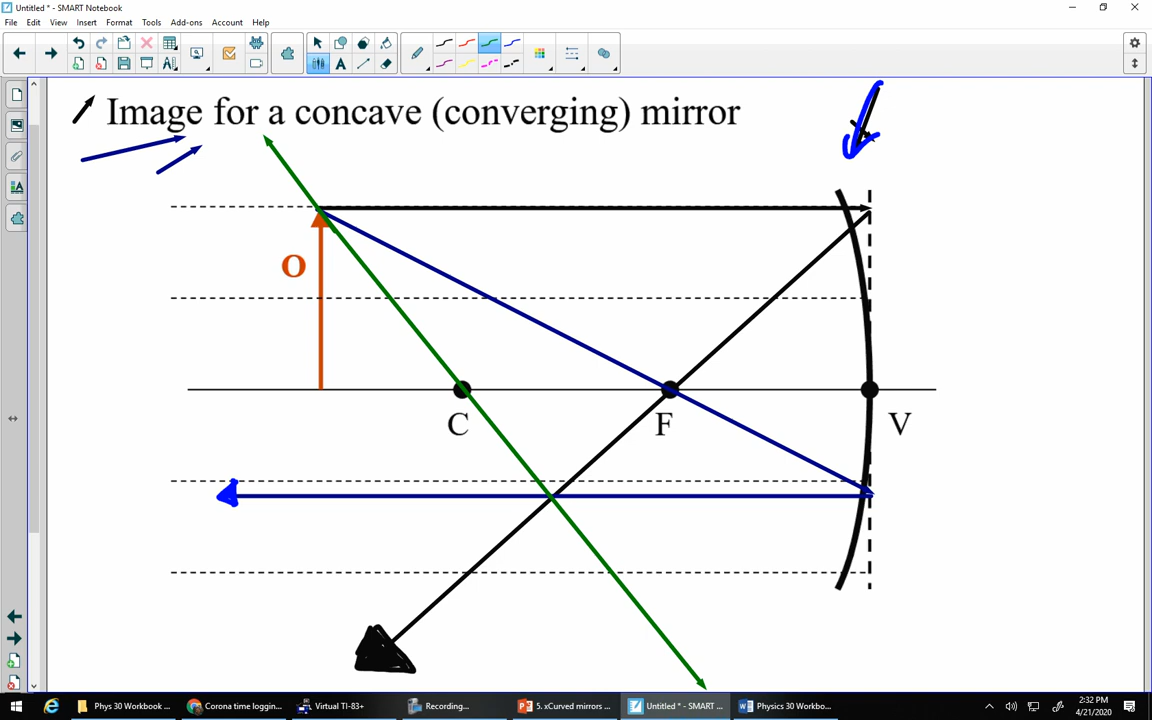 Untitled * - SMART Notebook
File Edit View Insert Format Tools Add-ons Account Help
Image for a concave (converging) mirror
O
C
F
V
Phys 30 Workbook ...
Corona time loggin...
Virtual TI-83+
Recording...
5. xCurved mirrors ...
Untitled * - SMART ...
Physics 30 Workbo...
2:32 PM
4/21/2020